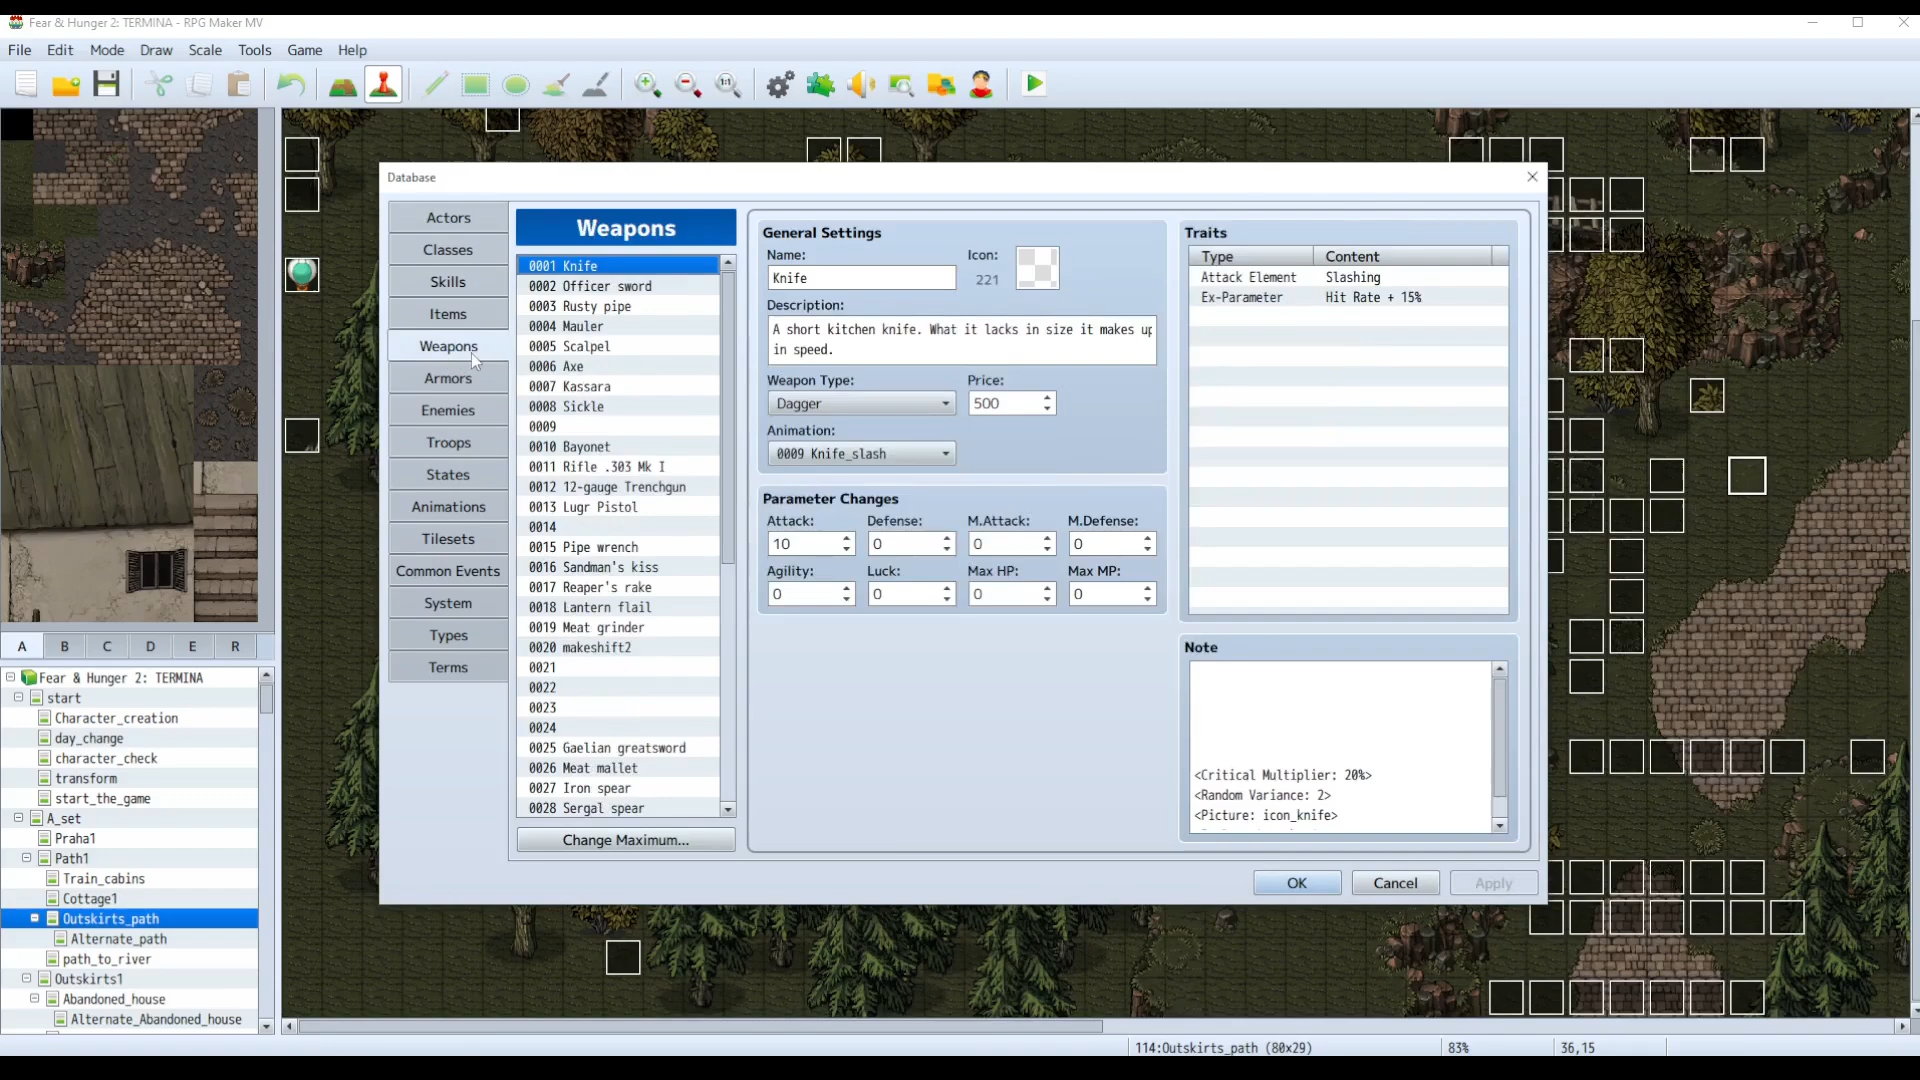 Fear & Hunger 2: TERMINA - RPG Maker MV
File Edit Mode Draw Scale Tools Game Help
1:1
Database
Actors
Classes
Skills
Items
Weapons
Armors
Enemies
Troops
States
Animations
Tilesets
Common Events
System
Types
Terms
Weapons
0001 Knife
0002 Officer sword
0003 Rusty pipe
0004 Mauler
0005 Scalpel
0006 Axe
0007 Kassara
0008 Sickle
0009
0010 Bayonet
0011 Rifle .303 Mk I
0012 12-gauge Trenchgun
0013 Lugr Pistol
0014
0015 Pipe wrench
0016 Sandman's kiss
0017 Reaper's rake
0018 Lantern flail
0019 Meat grinder
0020 makeshift2
0021
0022
0023
0024
0025 Gaelian greatsword
0026 Meat mallet
0027 Iron spear
0028 Sergal spear
Change Maximum...
General Settings
Name: Icon:
Knife 221
Description:
A short kitchen knife. What it lacks in size it makes up
in speed.
Weapon Type: Price:
Dagger 500
Animation:
0009 Knife_slash
Parameter Changes
Attack: Defense: M.Attack: M.Defense:
10 0 0 0
Agility: Luck: Max HP: Max MP:
0 0 0 0
Traits
Type Content
Attack Element Slashing
Ex-Parameter Hit Rate + 15%
Note
<Critical Multiplier: 20%>
<Random Variance: 2>
<Picture: icon_knife>
OK Cancel Apply
A B C D E R
Fear & Hunger 2: TERMINA
start
Character_creation
day_change
character_check
transform
start_the_game
A_set
Praha1
Path1
Train_cabins
Cottage1
Outskirts_path
Alternate_path
path_to_river
Outskirts1
Abandoned_house
Alternate_Abandoned_house
114:Outskirts_path (80x29) 83% 36,15